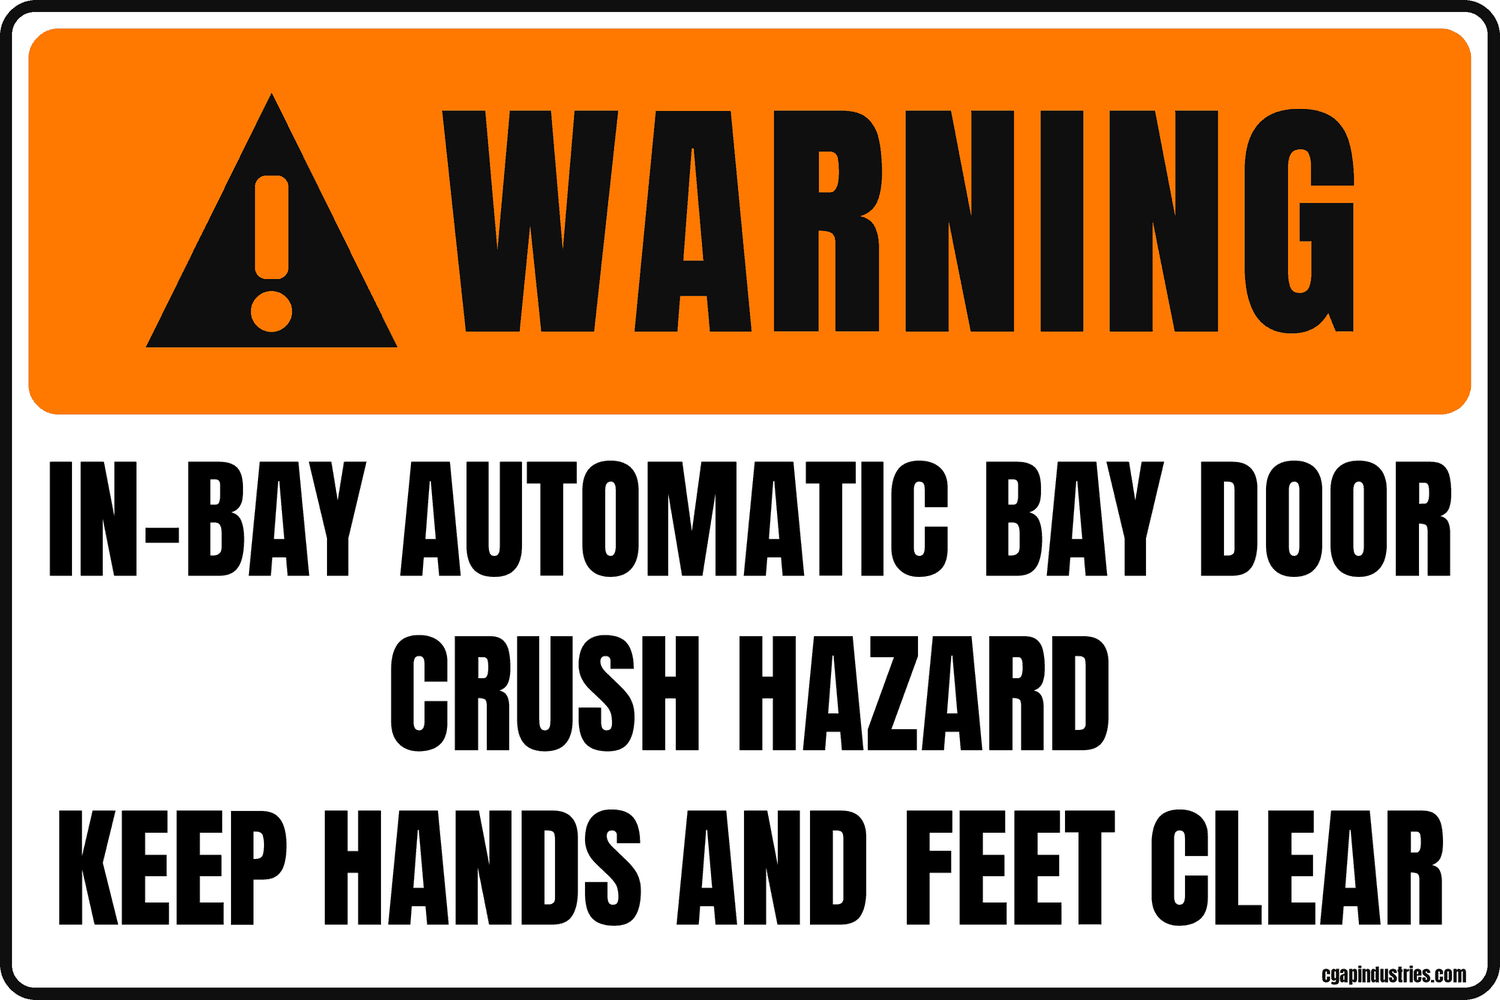 WARNING
IN-BAY AUTOMATIC BAY DOOR
CRUSH HAZARD
KEEP HANDS AND FEET CLEAR
cgapindustries.com